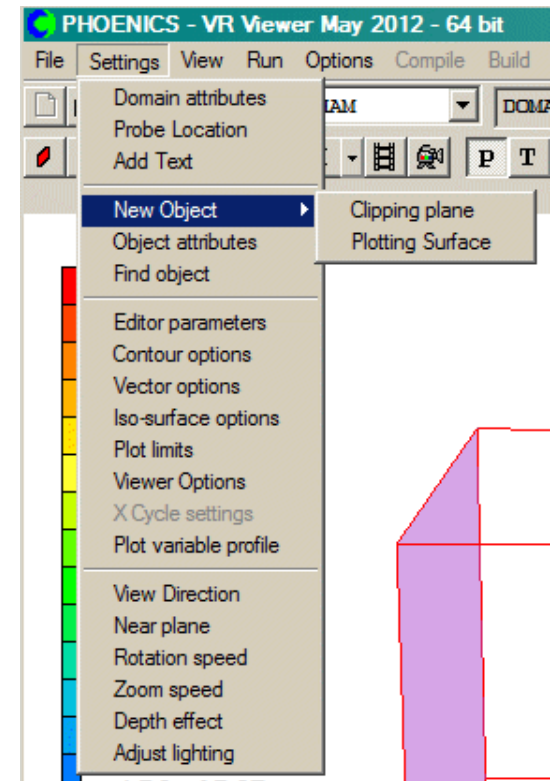 PHOENICS - VR Viewer May 2012 - 64 bit
File Settings View Run Options Compile Build
Domain attributes
Probe Location
Add Text
New Object
Object attributes
Find object
Editor parameters
Contour options
Vector options
Iso-surface options
Plot limits
Viewer Options
X Cycle settings
Plot variable profile
View Direction
Near plane
Rotation speed
Zoom speed
Depth effect
Adjust lighting
Clipping plane
Plotting Surface
P T